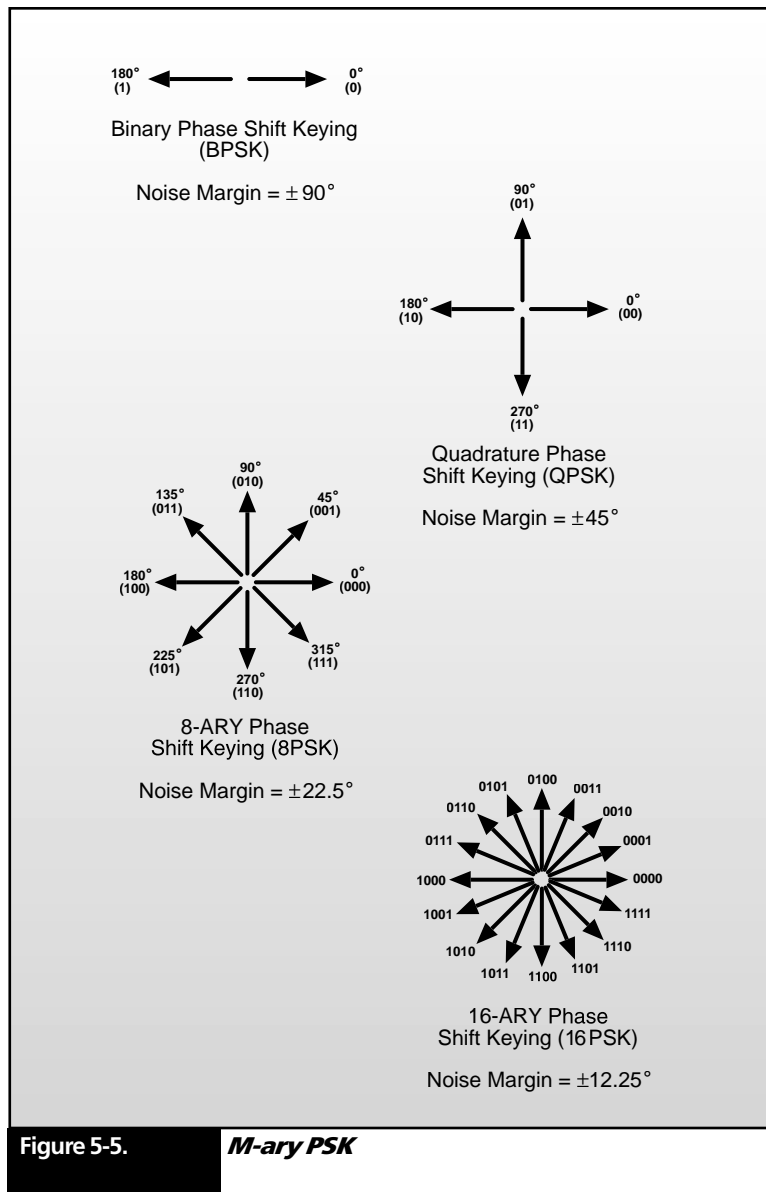 180° 0°
(1) (0)
Binary Phase Shift Keying
(BPSK)
Noise Margin = ± 90°
90°
(01)
180° 0°
(10) (00)
270°
(11)
Quadrature Phase
Shift Keying (QPSK)
Noise Margin = ±45°
90°
(010)
135° 45°
(011) (001)
180° 0°
(100) (000)
225° 315°
(101) (111)
270°
(110)
8-ARY Phase
Shift Keying (8PSK)
Noise Margin = ±22.5°
0100
0101 0011
0110 0010
0111 0001
1000 0000
1001 1111
1010 1110
1011 1101
1100
16-ARY Phase
Shift Keying (16PSK)
Noise Margin = ±12.25°
Figure 5-5. M-ary PSK